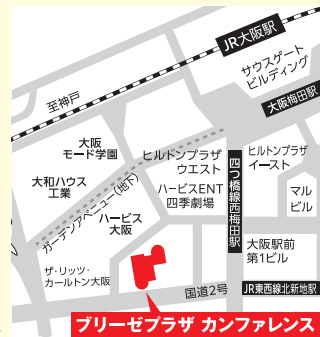 JR大阪駅
サウスゲート
ビルディング
大阪梅田駅
至神戸
大阪
モード学園
ヒルトンプラザ
ウエスト
ヒルトンプラザ
イースト
大和ハウス
工業
ガーデンアベニュー(地下)
ハービスENT
四季劇場
四つ橋線西梅田駅
マル
ビル
ハービス
大阪
大阪駅前
第1ビル
ザ・リッツ・
カールトン大阪
国道2号
JR東西線北新地駅
ブリーゼプラザ カンファレンス